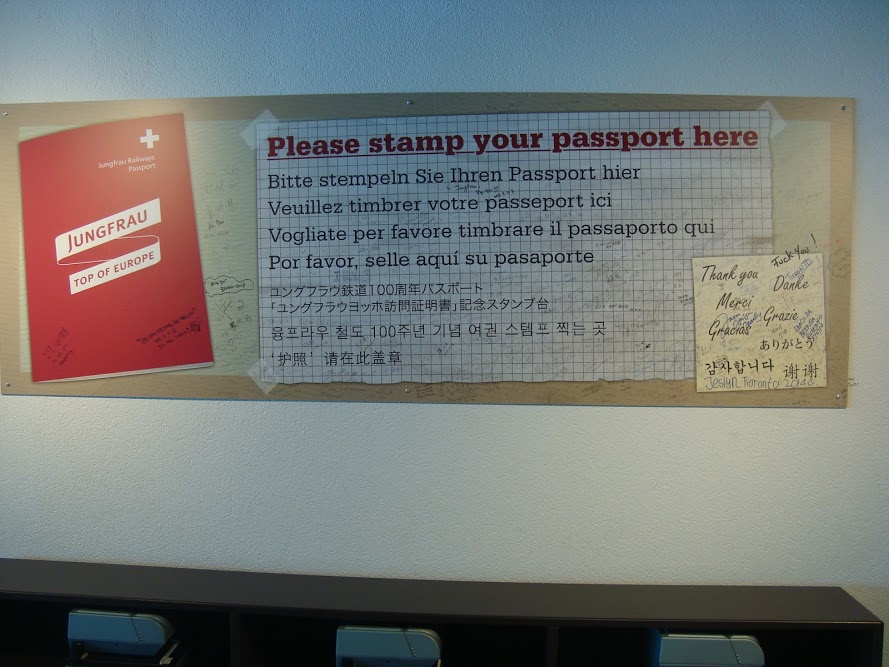 Jungfrau Railways
Passport
JUNGFRAU
TOP OF EUROPE
Please stamp your passport here
Bitte stempeln Sie Ihren Passport hier
Veuillez timbrer votre passeport ici
Vogliate per favore timbrare il passaporto qui
Por favor, selle aquí su pasaporte
ユングフラウ鉄道100周年パスポート
「ユングフラウヨッホ訪問証明書」記念スタンプ台
융프라우 철도 100주년 기념 여권 스템프 찍는 곳
‘护照’ 请在此盖章
Fuck You!
Thank you
Danke
Merci
Grazie
Gracias
ありがとう
감사합니다
谢谢
Jeslyn Toronto